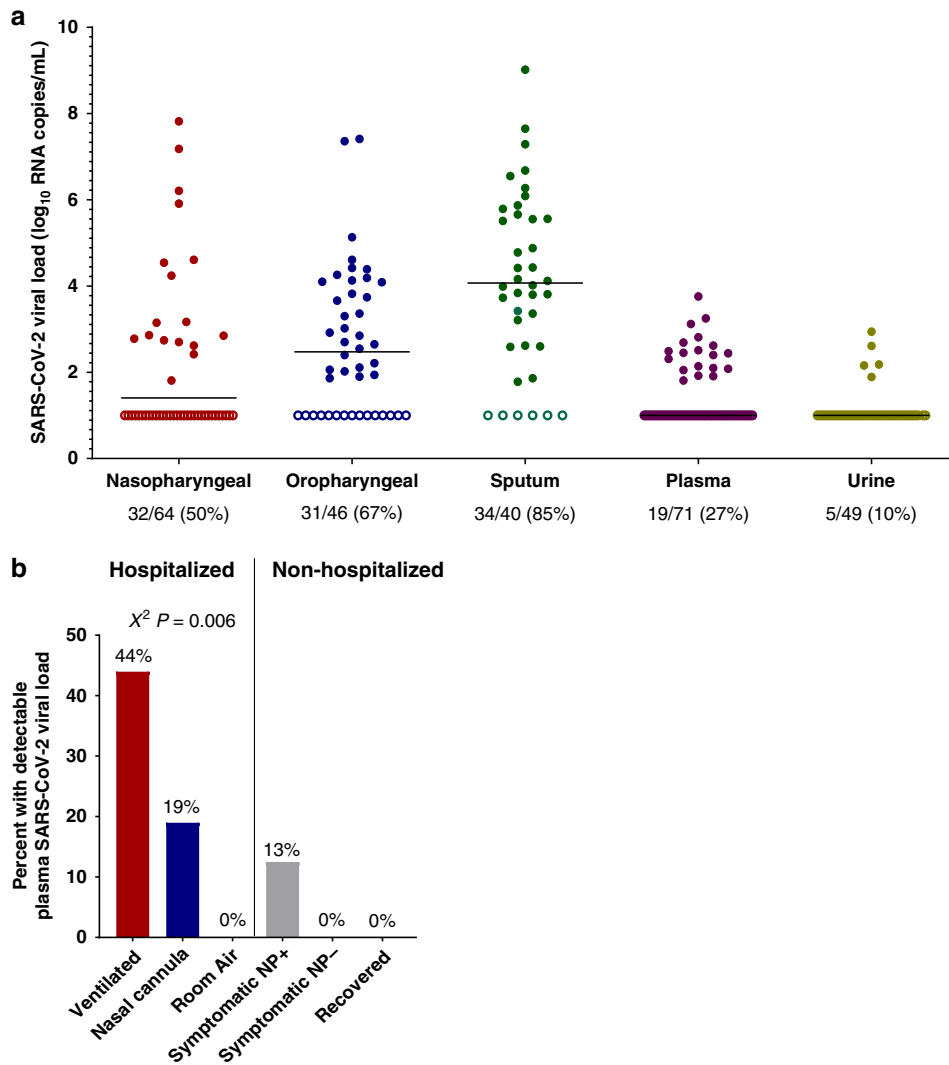 a
SARS-CoV-2 viral load (log10 RNA copies/mL)
10
8
6
4
2
0
Nasopharyngeal Oropharyngeal Sputum Plasma Urine
32/64 (50%) 31/46 (67%) 34/40 (85%) 19/71 (27%) 5/49 (10%)
b
Hospitalized Non-hospitalized
X² P = 0.006
Percent with detectable
plasma SARS-CoV-2 viral load
50
40
30
20
10
0
44%
19%
0%
13%
0%
0%
Ventilated
Nasal cannula
Room Air
Symptomatic NP+
Symptomatic NP−
Recovered